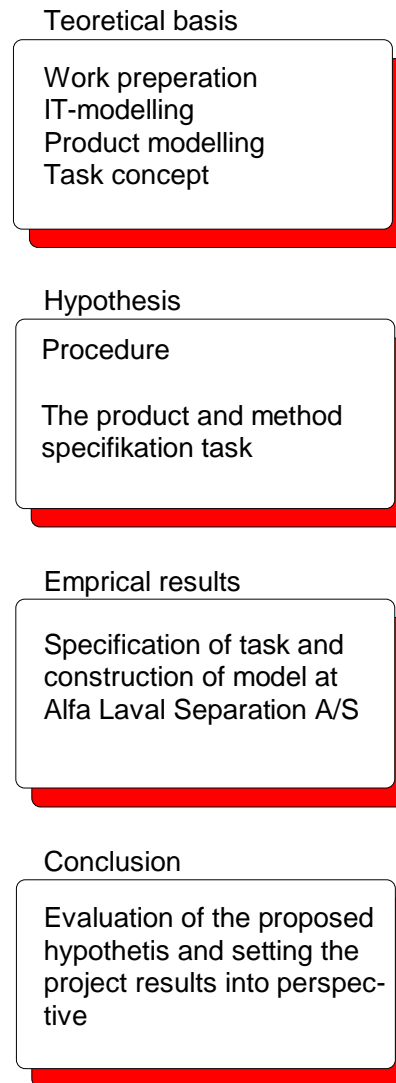 Teoretical basis
Work preperation
IT-modelling
Product modelling
Task concept
Hypothesis
Procedure
The product and method
specifikation task
Emprical results
Specification of task and
construction of model at
Alfa Laval Separation A/S
Conclusion
Evaluation of the proposed
hypothetis and setting the
project results into perspec-
tive